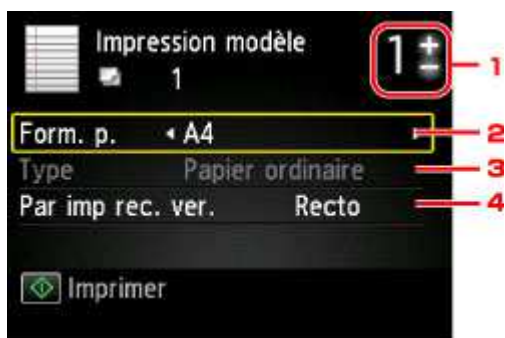 Impression modèle
1
1 + -
1
Form. p. A4
2
Type Papier ordinaire
3
Par imp rec. ver. Recto
4
Imprimer